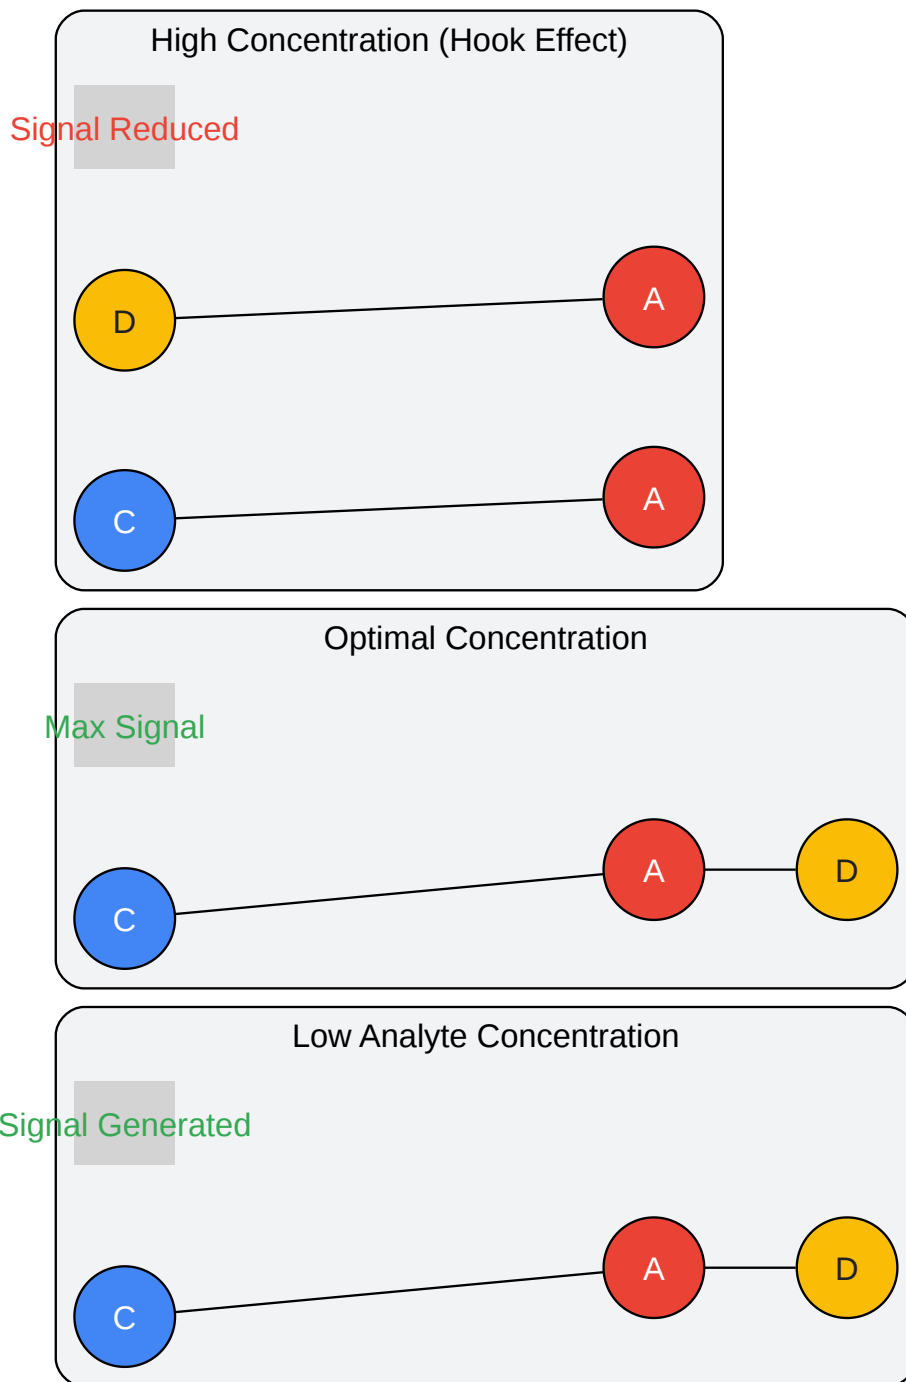 High Concentration (Hook Effect)
Signal Reduced
D
A
C
A
Optimal Concentration
Max Signal
C
A
D
Low Analyte Concentration
Signal Generated
C
A
D